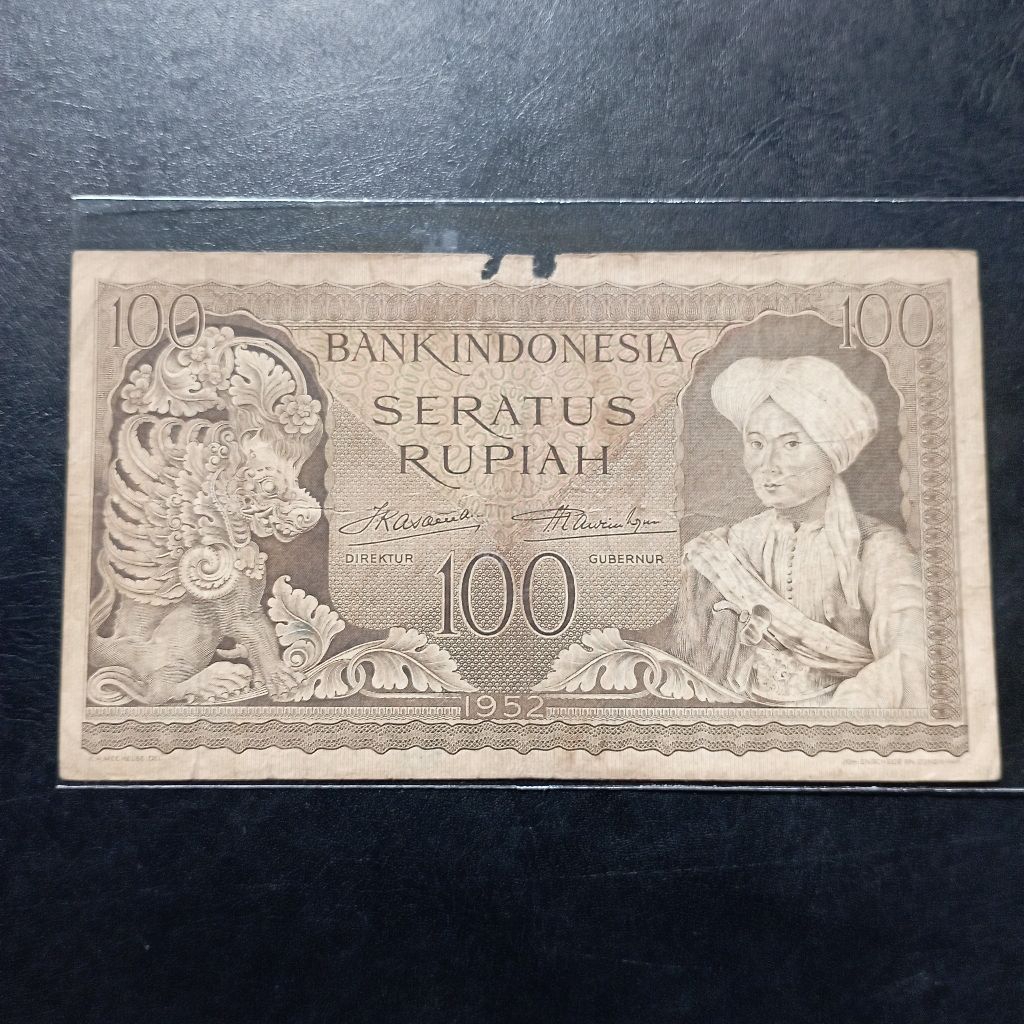 100 100
BANK INDONESIA
SERATUS
RUPIAH
DIREKTUR GUBERNUR
100
1952